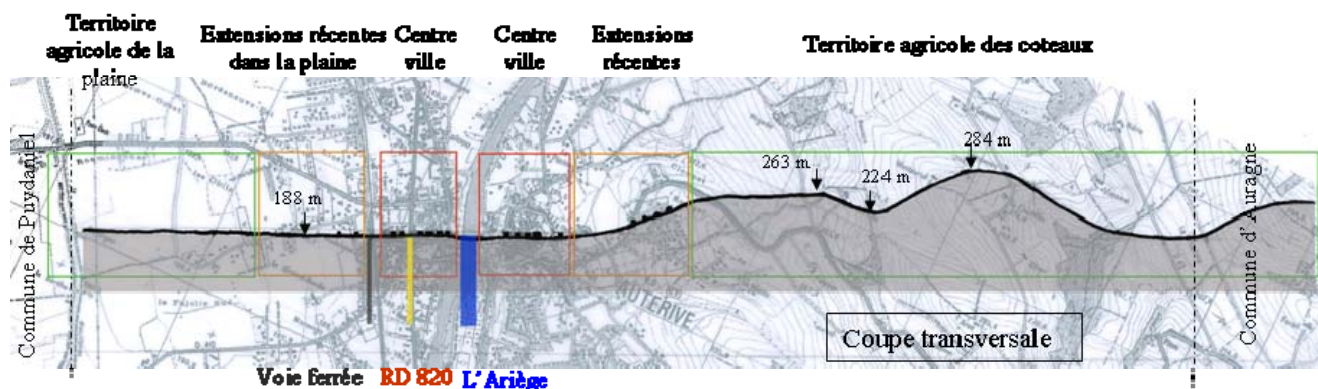 Territoire
agricole de la
plaine
Extensions récentes
dans la plaine
Centre
ville
Centre
ville
Extensions
récentes
Territoire agricole des coteaux
Commune de Puydaniel
188 m
263 m
224 m
284 m
Commune d'Auragne
AUTERIVE
Coupe transversale
Voie ferrée
RD 820
L'Ariège